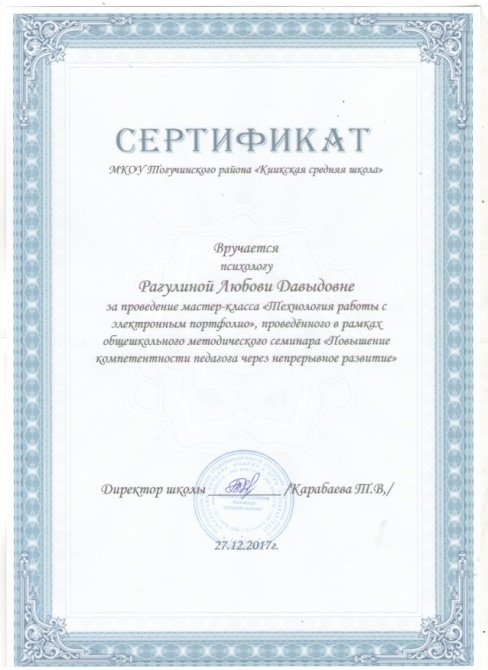 СЕРТИФИКАТ
МКОУ Тогучинского района «Киикская средняя школа»
Вручается
психологу
Рагулиной Любови Давыдовне
за проведение мастер-класса «Технология работы с
электронным портфолио», проведённого в рамках
общешкольного методического семинара «Повышение
компетентности педагога через непрерывное развитие»
Директор школы ____________ /Карабаева Т.В,/
27.12.2017г.